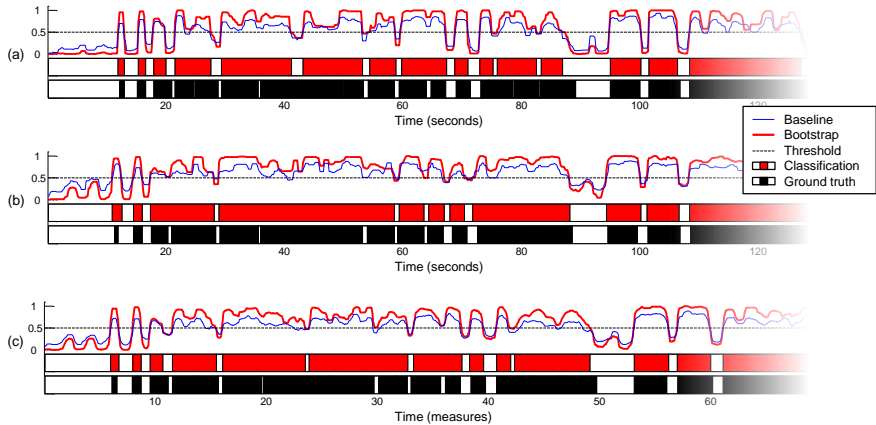 1
0.5
0
(a)
20 40 60 80 100 120
Time (seconds)
Baseline
Bootstrap
Threshold
Classification
Ground truth
1
0.5
0
(b)
20 40 60 80 100 120
Time (seconds)
1
0.5
0
(c)
10 20 30 40 50 60
Time (measures)